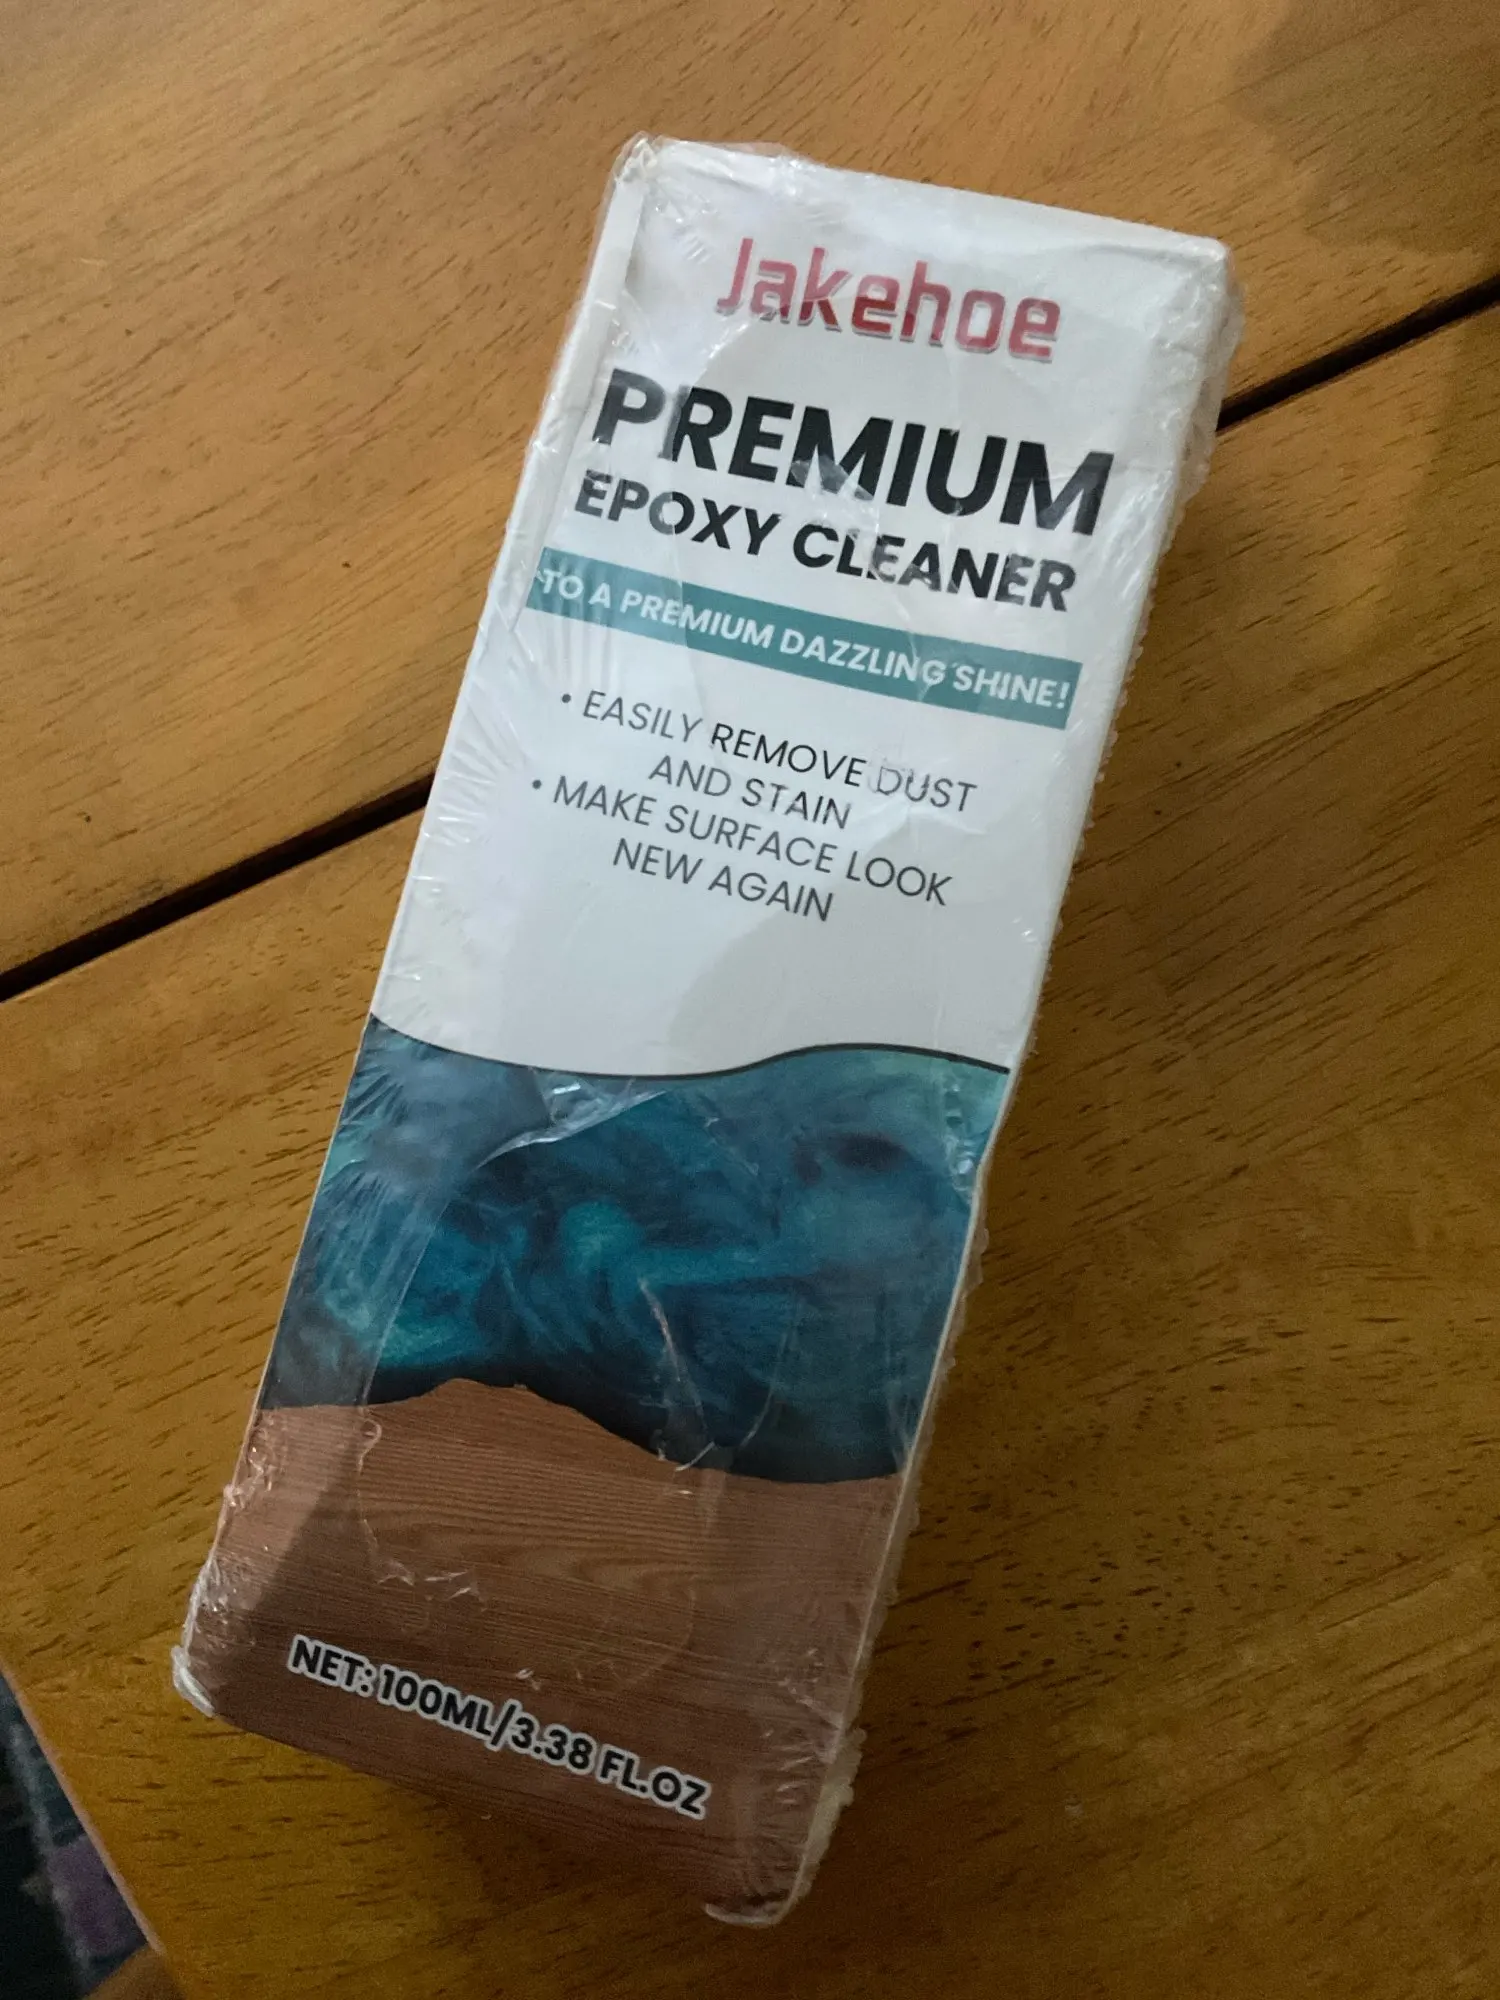 Jakehoe
PREMIUM
EPOXY CLEANER
TO A PREMIUM DAZZLING SHINE!
• EASILY REMOVE DUST
AND STAIN
• MAKE SURFACE LOOK
NEW AGAIN
NET: 100ML/3.38 FL.OZ